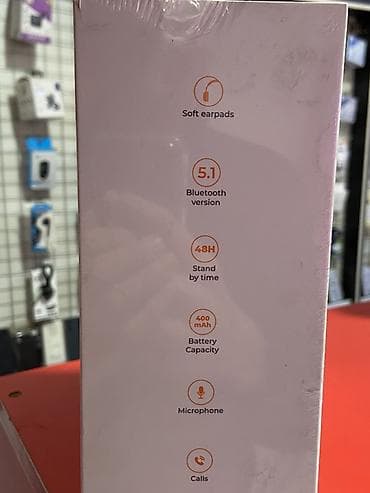 Soft earpads
5.1
Bluetooth
version
48H
Stand
by time
400
mAh
Battery
Capacity
Microphone
Calls